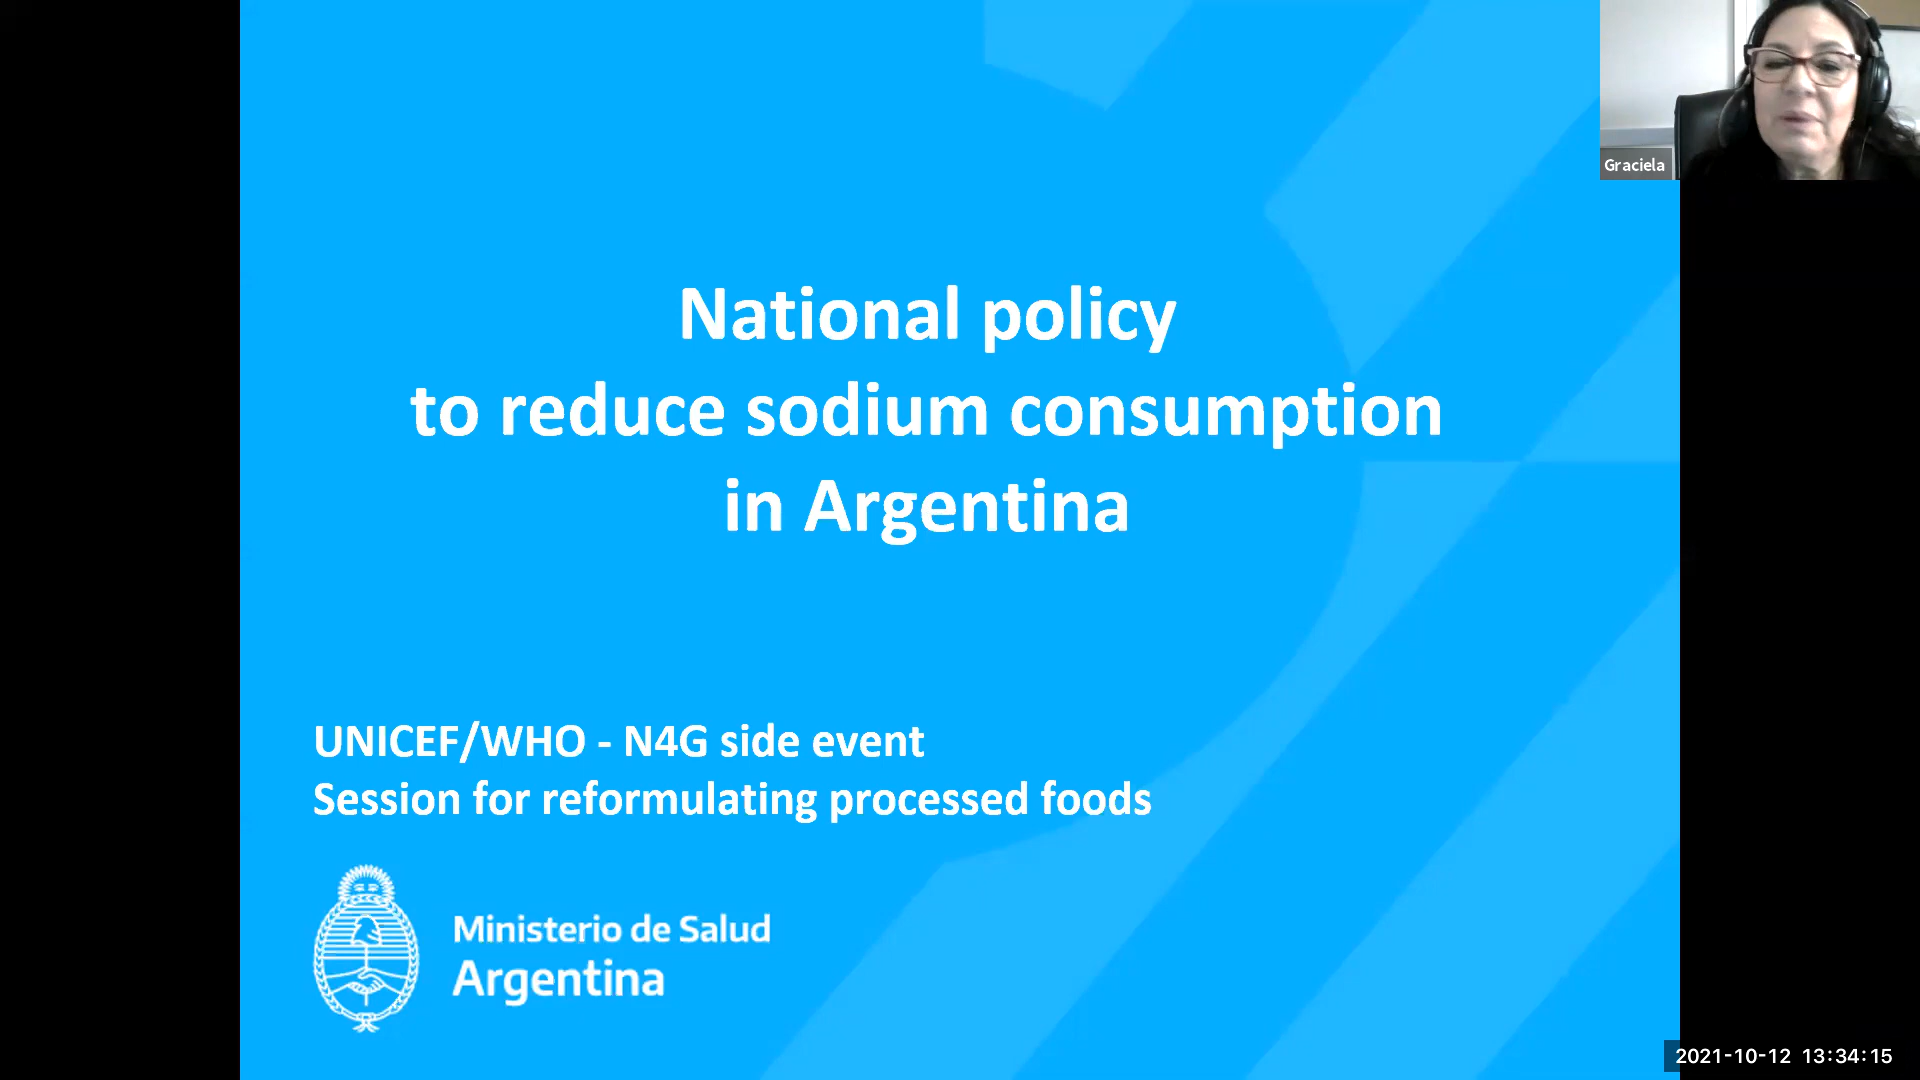 Graciela
National policy
to reduce sodium consumption
in Argentina
UNICEF/WHO - N4G side event
Session for reformulating processed foods
Ministerio de Salud
Argentina
2021-10-12 13:34:15